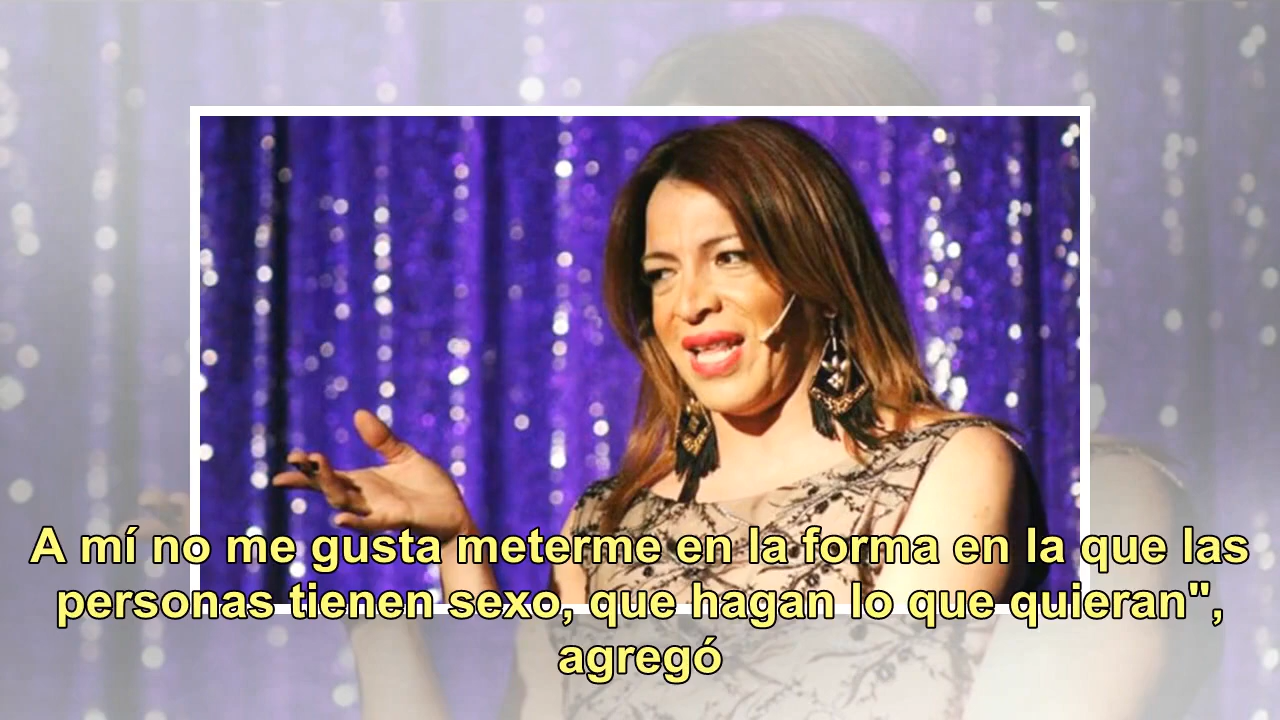 A mí no me gusta meterme en la forma en la que las
personas tienen sexo, que hagan lo que quieran",
agregó